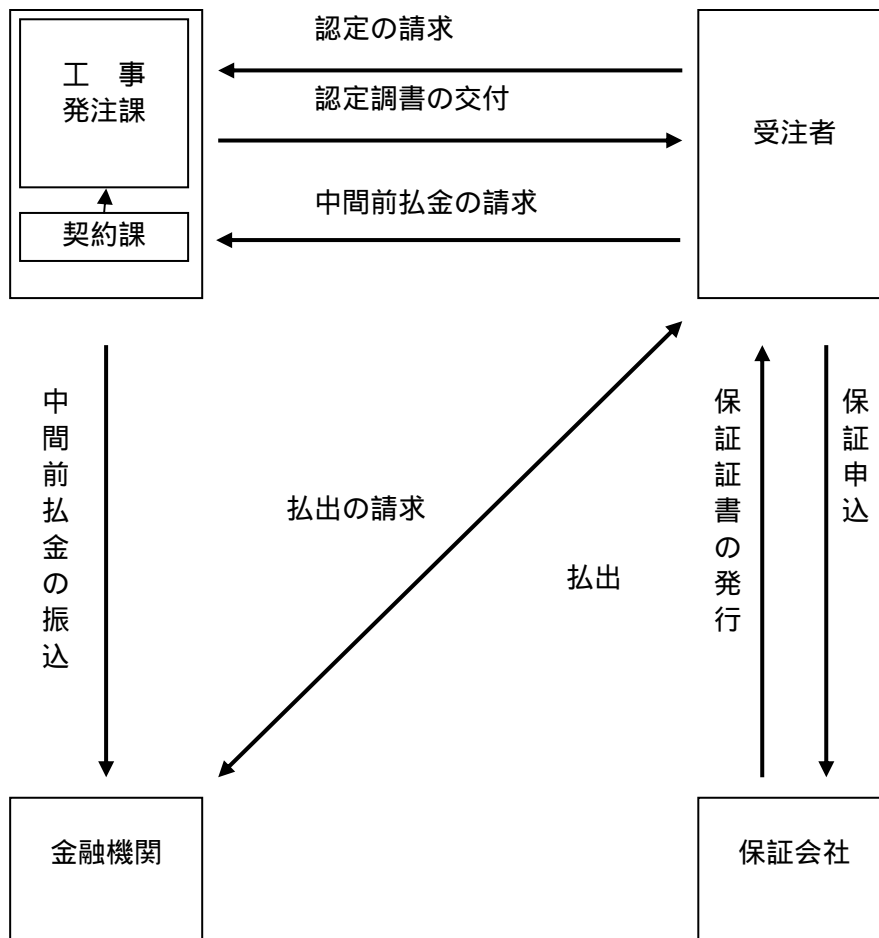 認定の請求
工　事
発注課
認定調書の交付
受注者
中間前払金の請求
契約課
中間前払金の振込
払出の請求
払出
保証証書の発行
保証申込
金融機関
保証会社